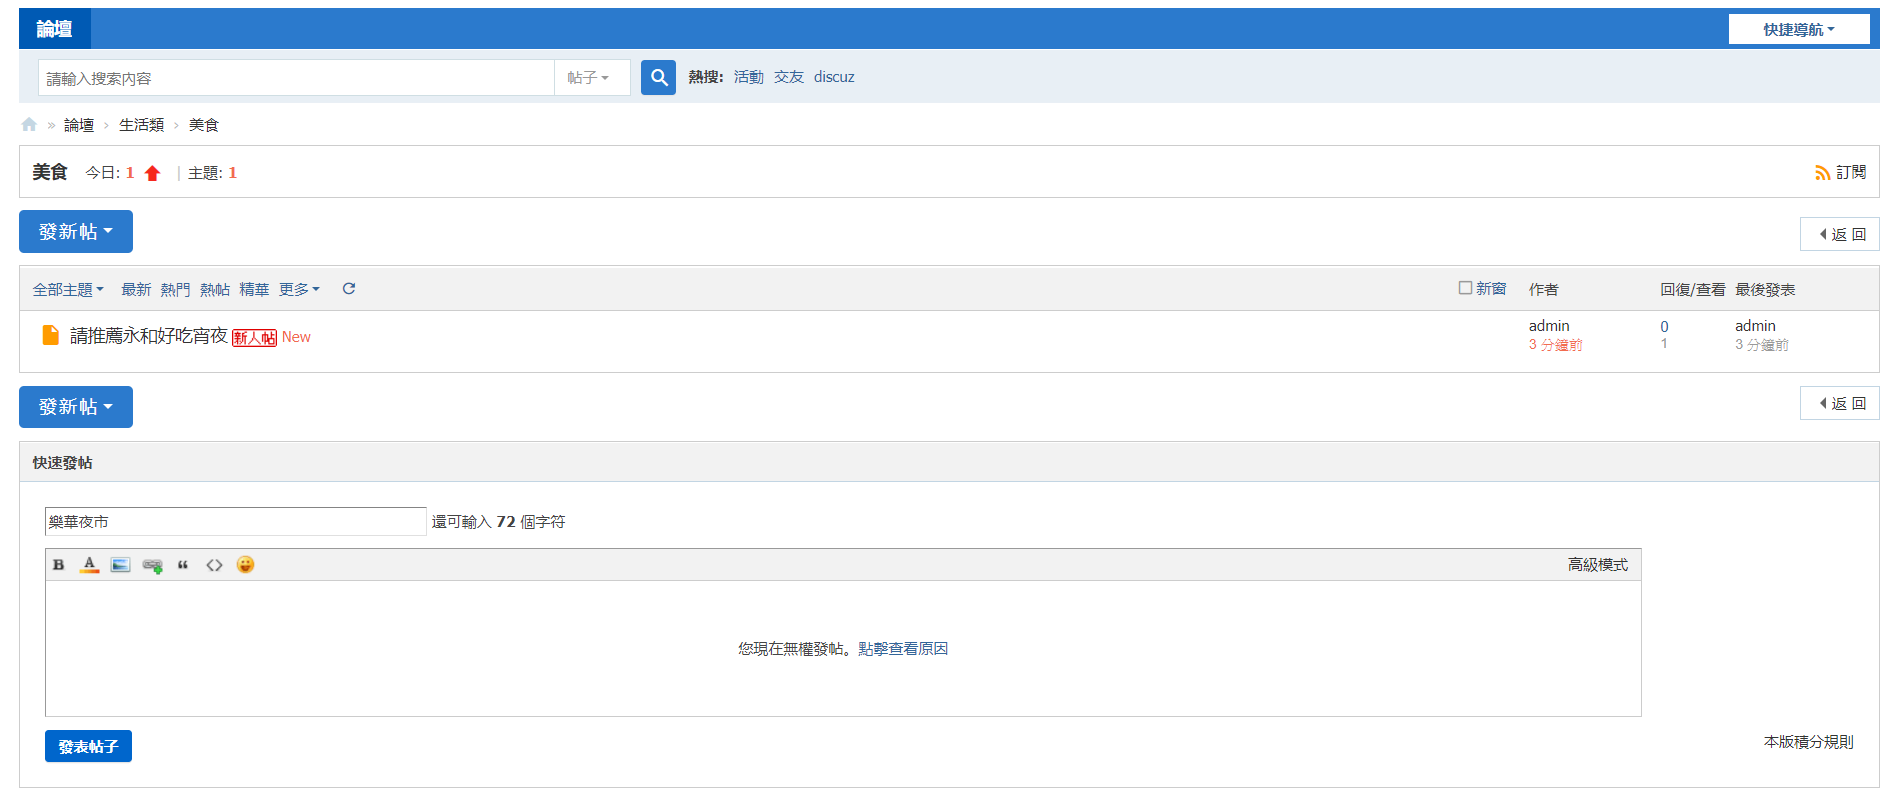 論壇 快捷導航
請輸入搜索内容 帖子 熱搜: 活動 交友 discuz
» 論壇 › 生活類 › 美食
美食 今日: 1 | 主題: 1 訂閱
發新帖 返 回
全部主題 最新 熱門 熱帖 精華 更多 新窗 作者 回復/查看 最後發表
請推薦永和好吃宵夜 新人帖 New admin 0 admin
3 分鐘前 1 3 分鐘前
發新帖 返 回
快速發帖
樂華夜市 還可輸入 72 個字符
B A “ <> 高級模式
您現在無權發帖。點擊查看原因
發表帖子 本版積分規則